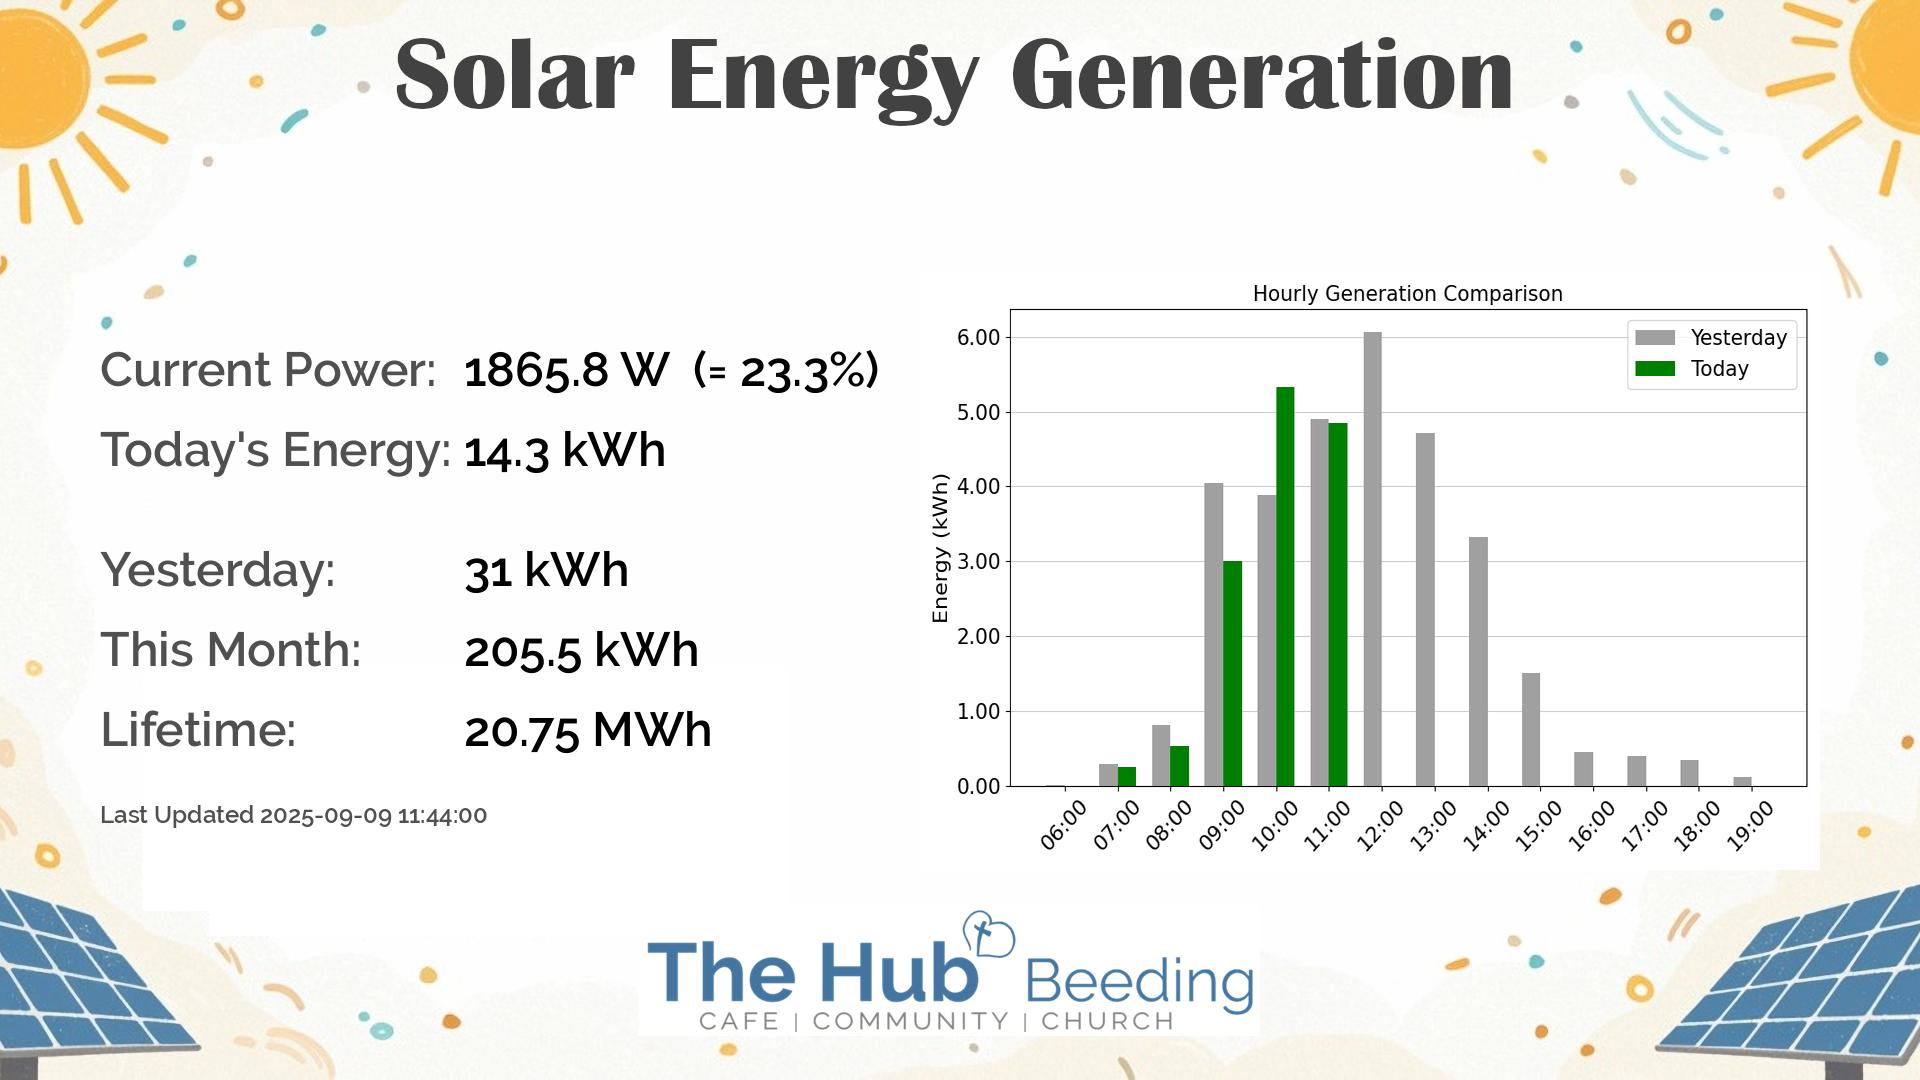 Solar Energy Generation
Current Power: 1865.8 W (= 23.3%)
Today's Energy: 14.3 kWh
Yesterday: 31 kWh
This Month: 205.5 kWh
Lifetime: 20.75 MWh
Last Updated 2025-09-09 11:44:00
Hourly Generation Comparison
Yesterday
Today
Energy (kWh)
6.00
5.00
4.00
3.00
2.00
1.00
0.00
06:00 07:00 08:00 09:00 10:00 11:00 12:00 13:00 14:00 15:00 16:00 17:00 18:00 19:00
The Hub Beeding
CAFE | COMMUNITY | CHURCH